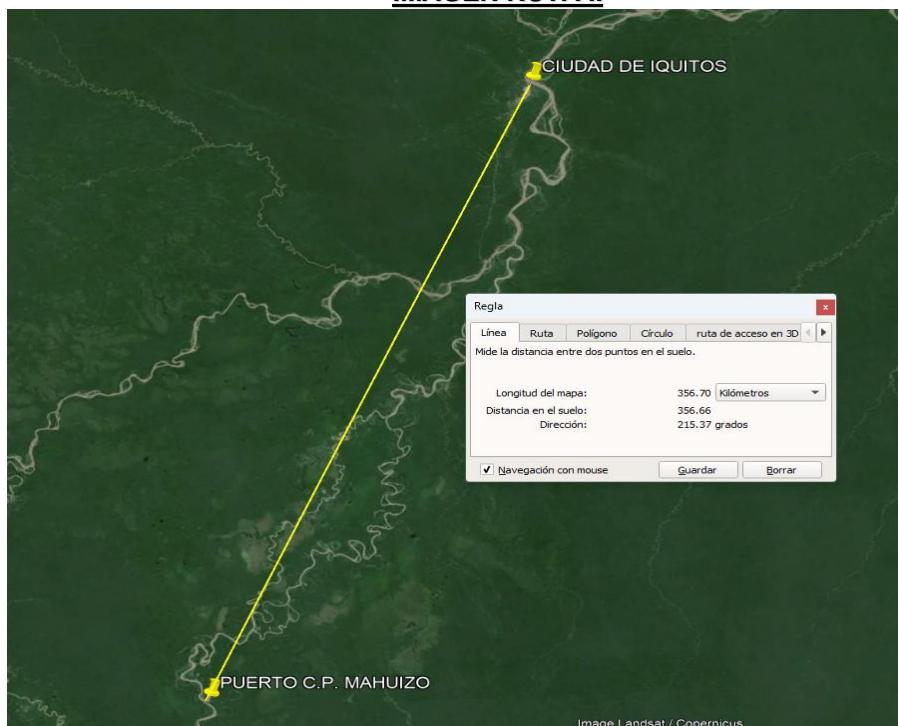 CIUDAD DE IQUITOS
Regla
Línea Ruta Polígono Círculo ruta de acceso en 3D
Mide la distancia entre dos puntos en el suelo.
Longitud del mapa: 356.70 Kilómetros
Distancia en el suelo: 356.66
Dirección: 215.37 grados
Navegación con mouse Guardar Borrar
PUERTO C.P. MAHUIZO
Image Landsat / Copernicus